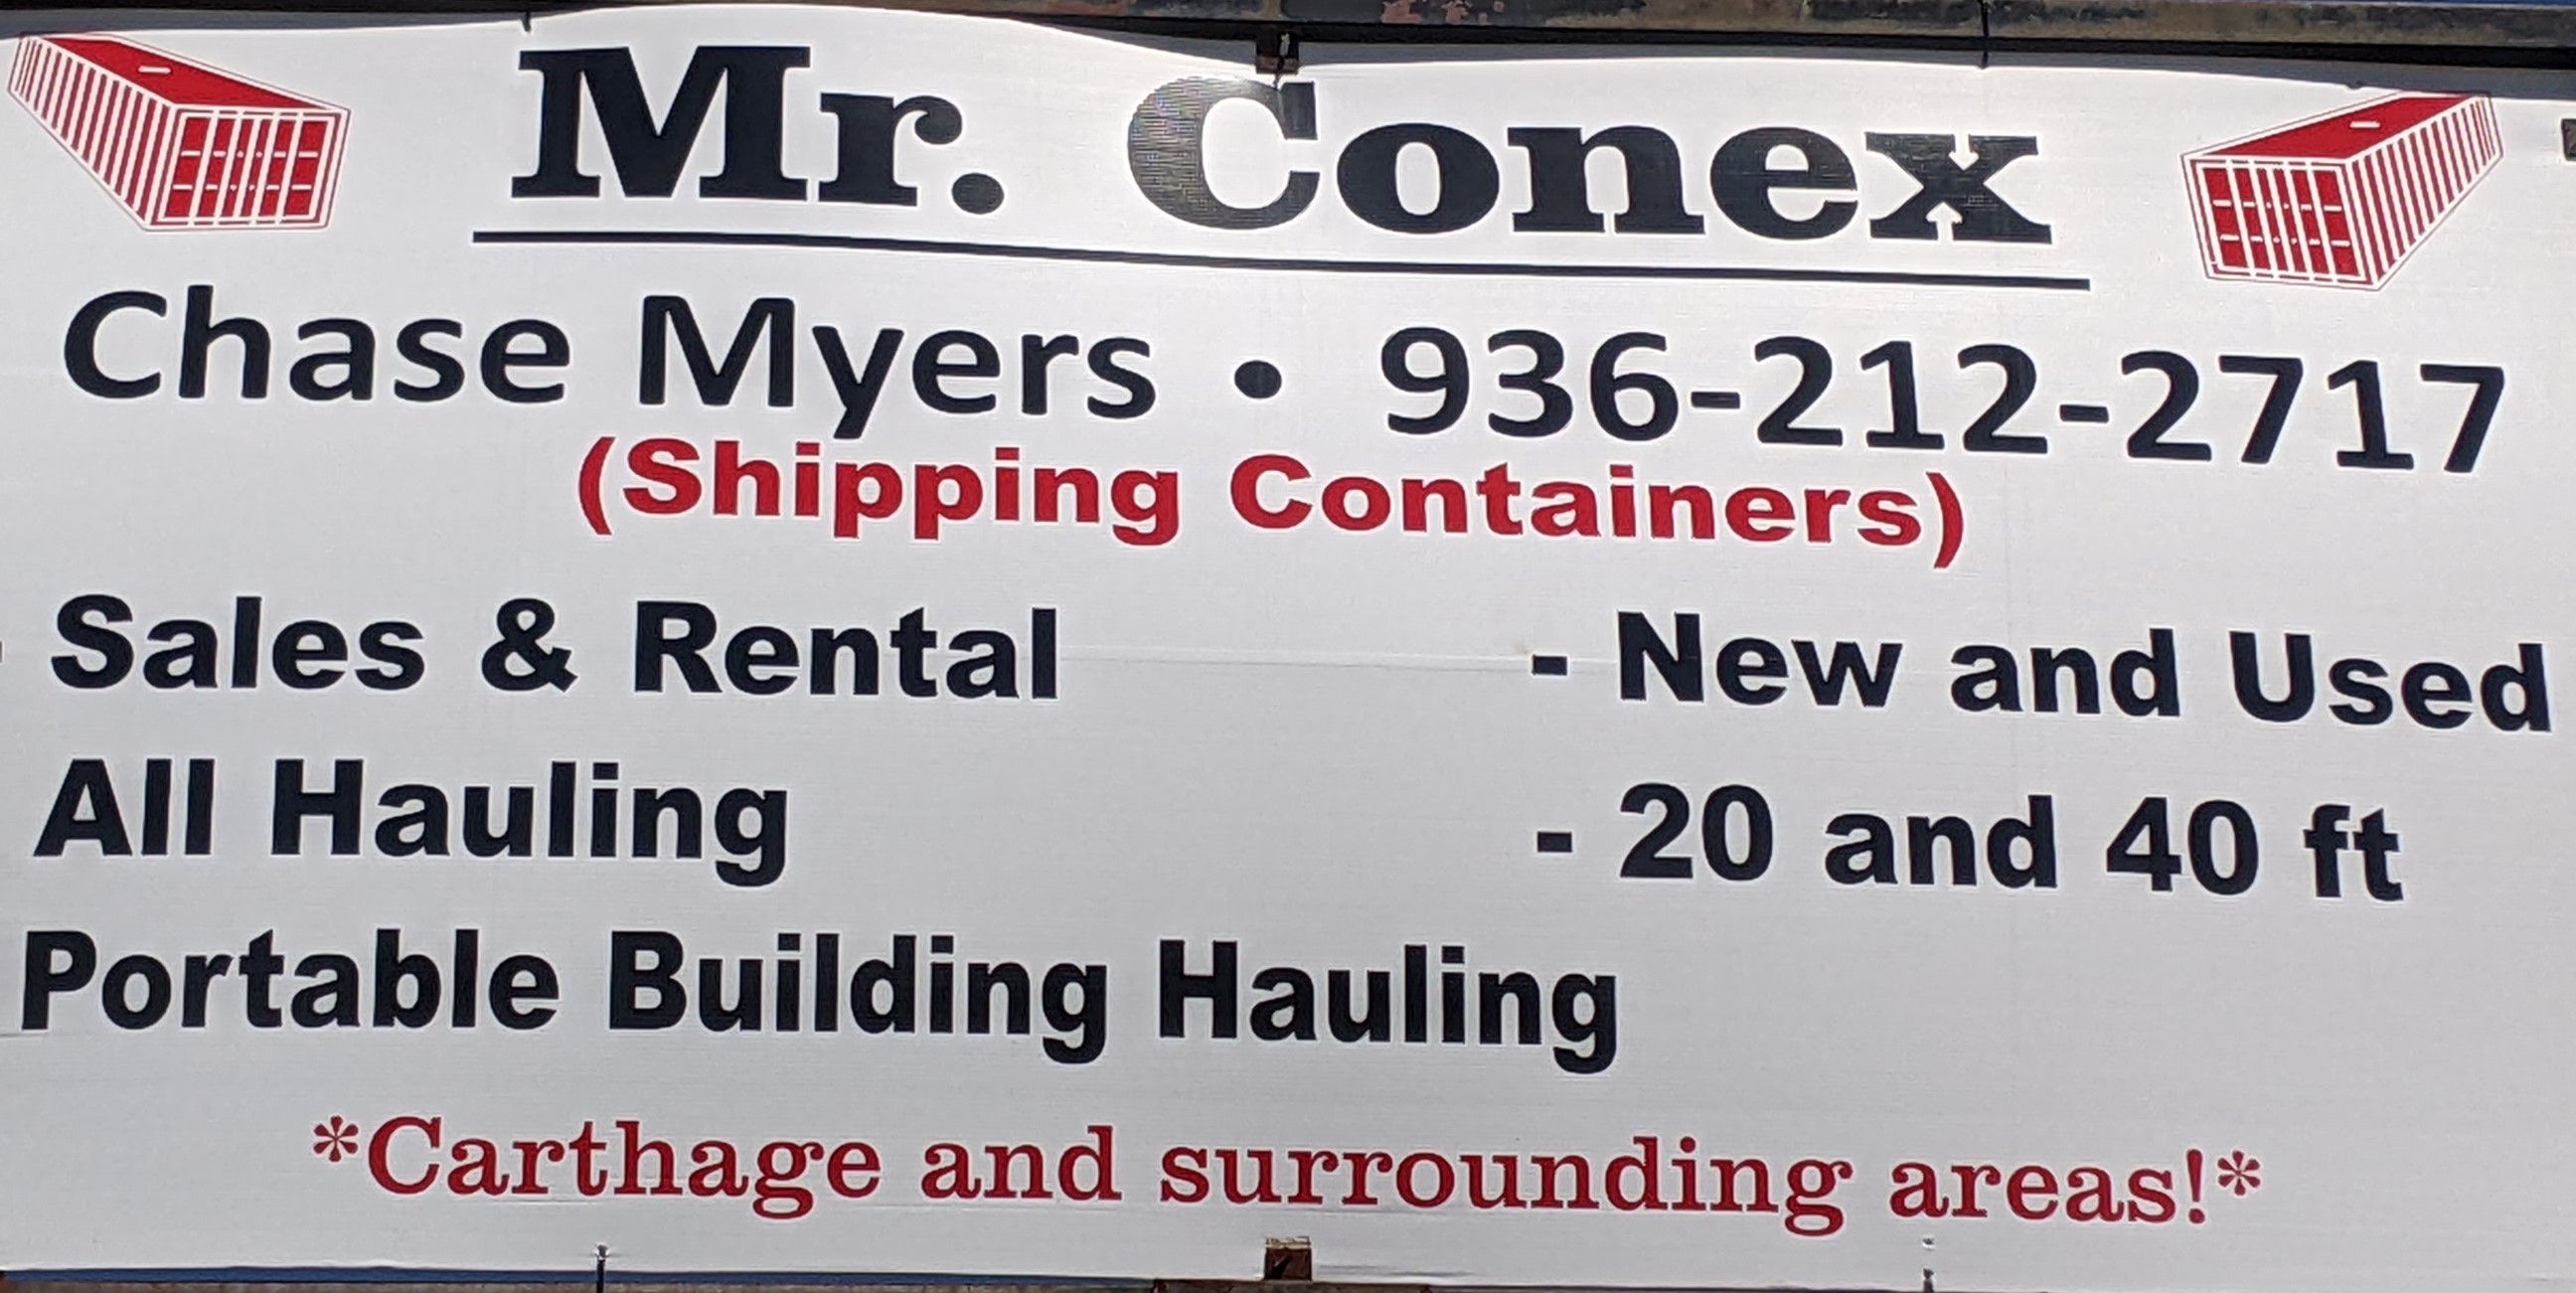 Mr. Conex
Chase Myers • 936-212-2717
(Shipping Containers)
- Sales & Rental - New and Used
All Hauling - 20 and 40 ft
Portable Building Hauling
*Carthage and surrounding areas!*